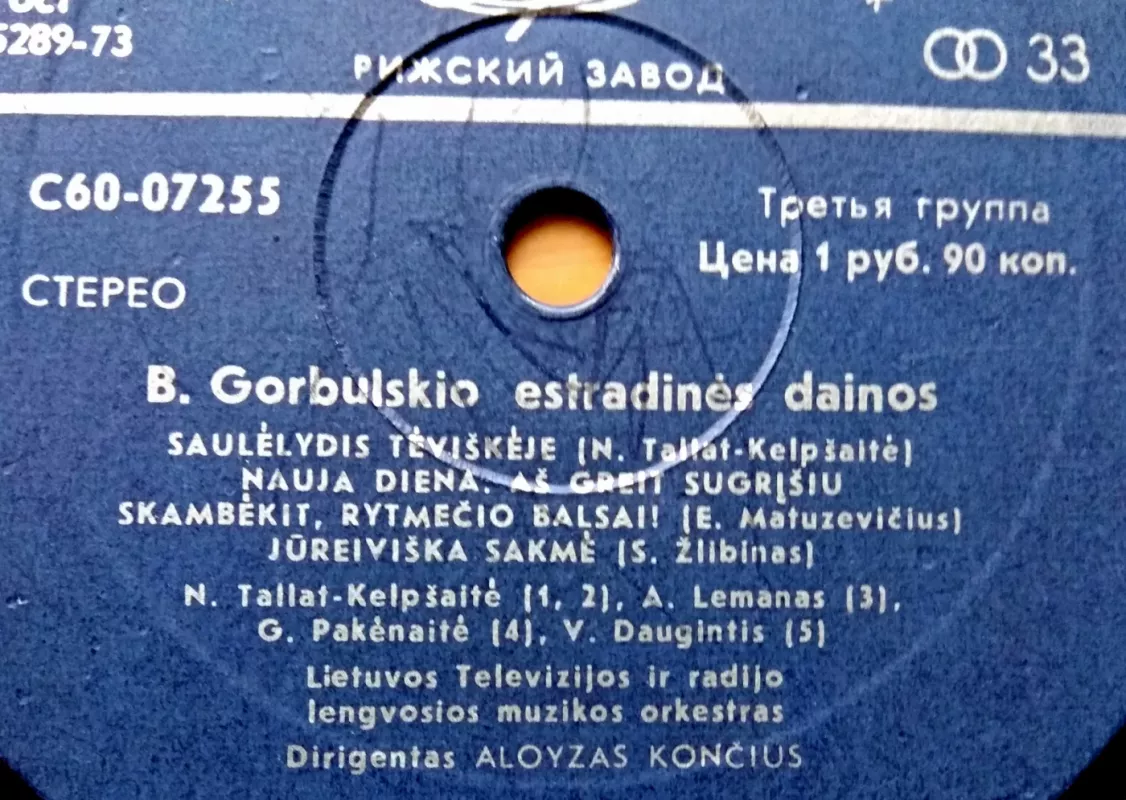 5289-73
РИЖСКИЙ ЗАВОД
33
С60-07255
Третья группа
Цена 1 руб. 90 коп.
СТЕРЕО
B. Gorbulskio estradinės dainos
SAULĖLYDIS TĖVIŠKĖJE (N. Tallat-Kelpšaitė)
NAUJA DIENA. AŠ GREIT SUGRĮŠIU
SKAMBĖKIT, RYTMEČIO BALSAI! (E. Matuzevičius)
JŪREIVIŠKA SAKMĖ (S. Žlibinas)
N. Tallat-Kelpšaitė (1, 2), A. Lemanas (3),
G. Pakėnaitė (4), V. Daugintis (5)
Lietuvos Televizijos ir radijo
lengvosios muzikos orkestras
Dirigentas ALOYZAS KONČIUS